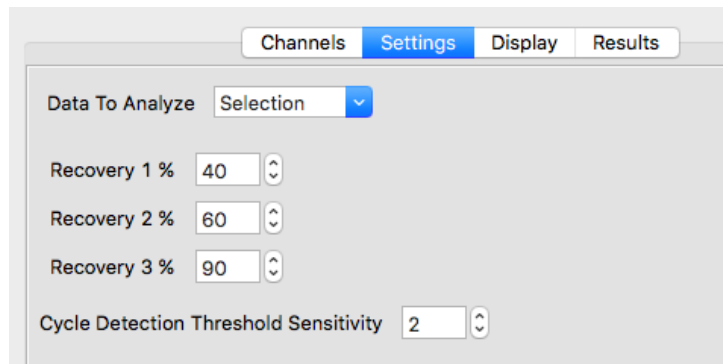 Channels Settings Display Results
Data To Analyze Selection
Recovery 1 % 40
Recovery 2 % 60
Recovery 3 % 90
Cycle Detection Threshold Sensitivity 2